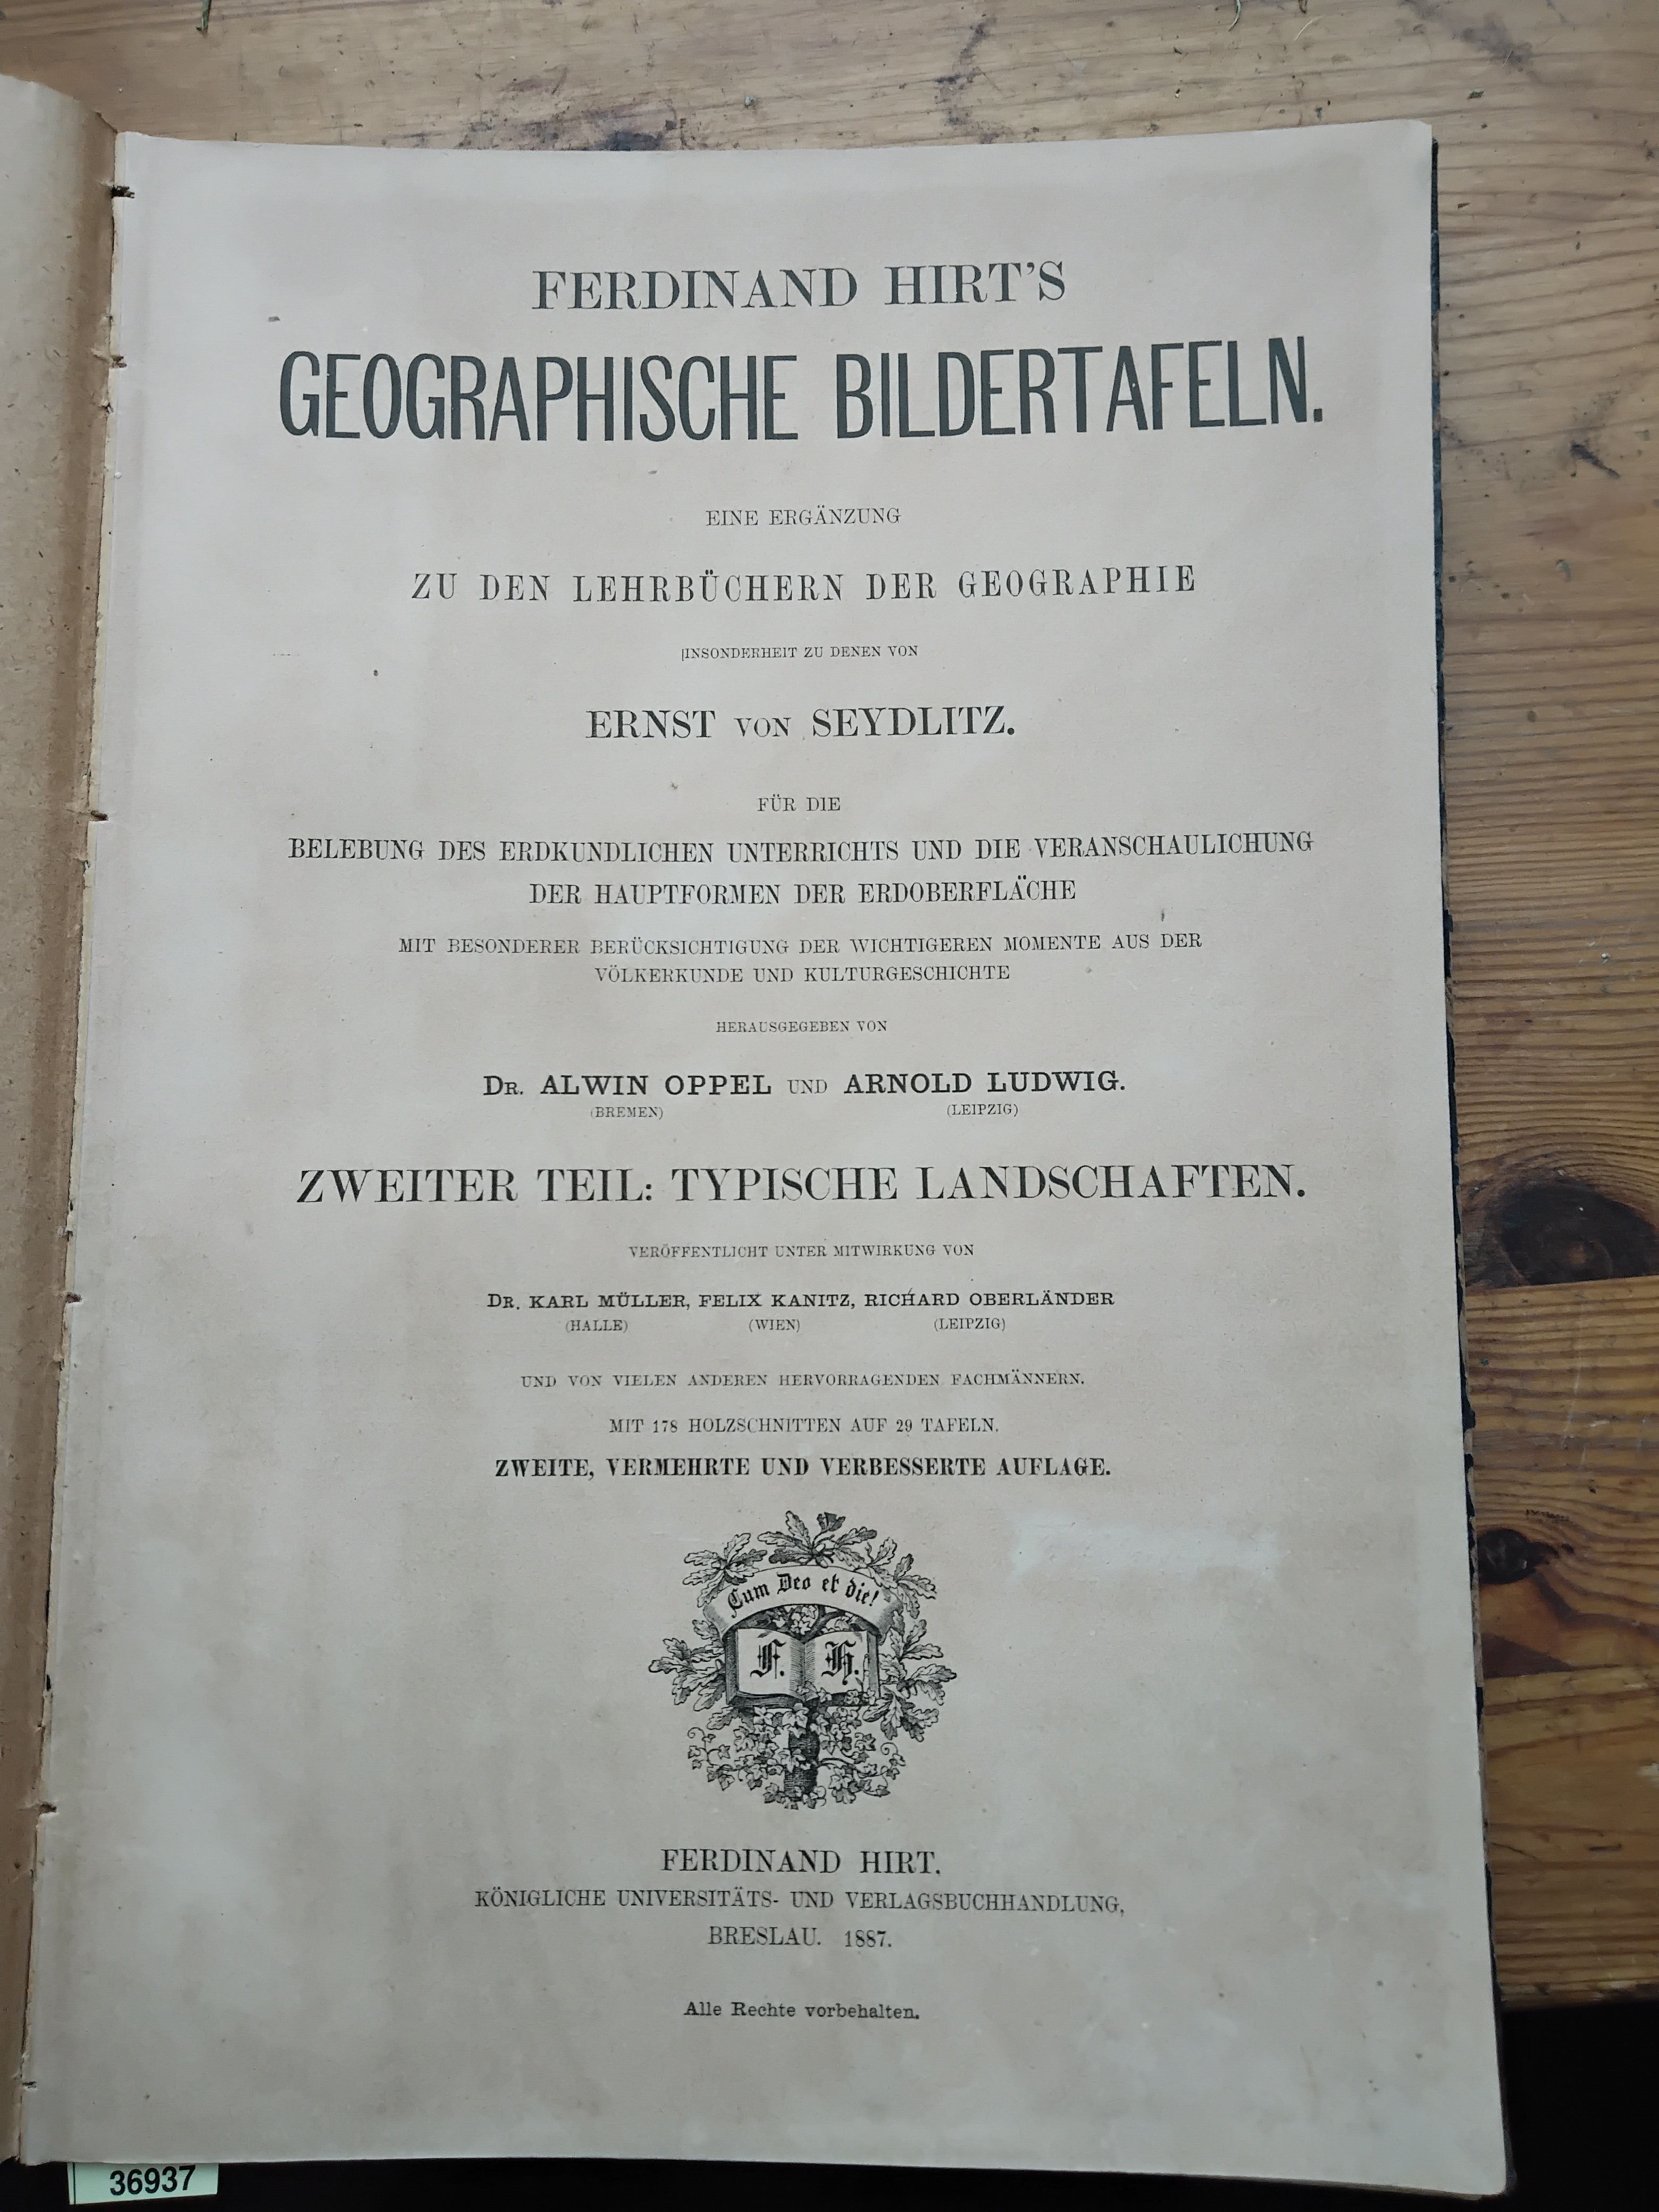 FERDINAND HIRT'S
GEOGRAPHISCHE BILDERTAFELN.
EINE ERGÄNZUNG
ZU DEN LEHRBÜCHERN DER GEOGRAPHIE
INSONDERHEIT ZU DENEN VON
ERNST VON SEYDLITZ.
FÜR DIE
BELEBUNG DES ERDKUNDLICHEN UNTERRICHTS UND DIE VERANSCHAULICHUNG
DER HAUPTFORMEN DER ERDOBERFLÄCHE
MIT BESONDERER BERÜCKSICHTIGUNG DER WICHTIGEREN MOMENTE AUS DER
VÖLKERKUNDE UND KULTURGESCHICHTE
HERAUSGEGEBEN VON
DR. ALWIN OPPEL UND ARNOLD LUDWIG.
(BREMEN) (LEIPZIG)
ZWEITER TEIL: TYPISCHE LANDSCHAFTEN.
VERÖFFENTLICHT UNTER MITWIRKUNG VON
DR. KARL MÜLLER, FELIX KANITZ, RICHARD OBERLÄNDER
(HALLE) (WIEN) (LEIPZIG)
UND VON VIELEN ANDEREN HERVORRAGENDEN FACHMÄNNERN.
MIT 178 HOLZSCHNITTEN AUF 29 TAFELN.
ZWEITE, VERMEHRTE UND VERBESSERTE AUFLAGE.
Cum Deo et die!
F. H.
FERDINAND HIRT.
KÖNIGLICHE UNIVERSITÄTS- UND VERLAGSBUCHHANDLUNG,
BRESLAU. 1887.
Alle Rechte vorbehalten.
36937